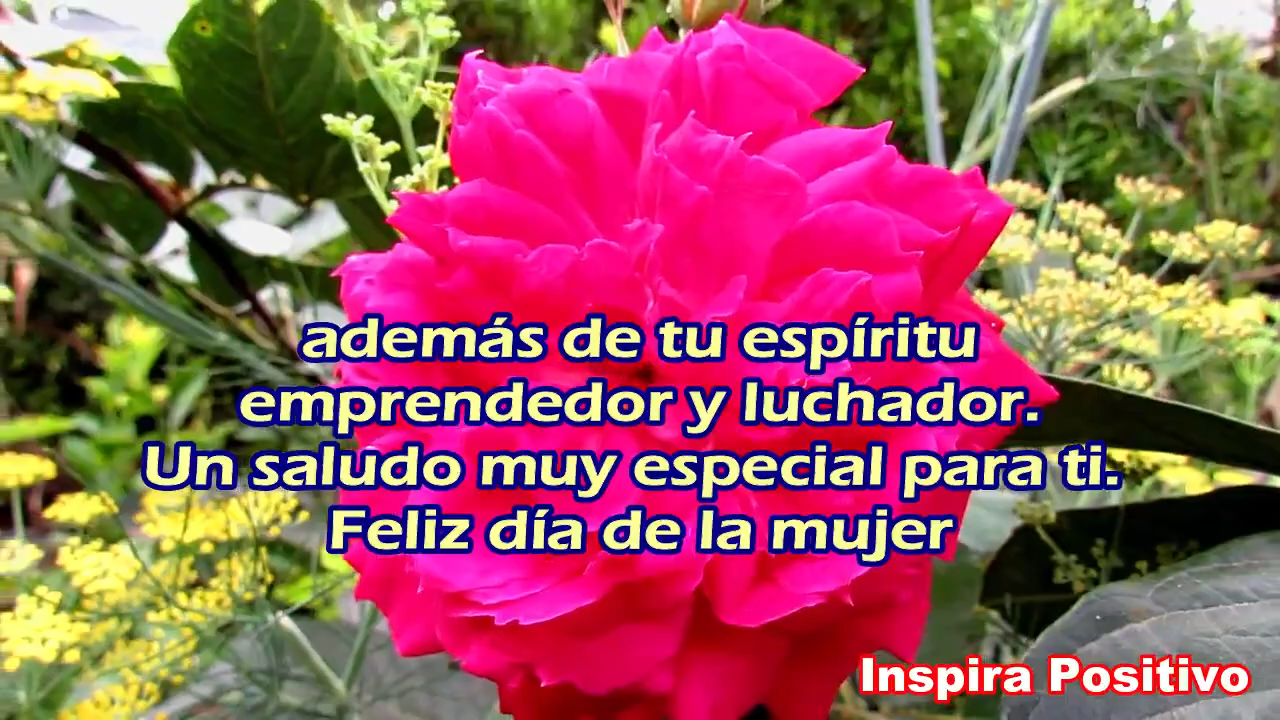 además de tu espíritu
emprendedor y luchador.
Un saludo muy especial para ti.
Feliz día de la mujer
Inspira Positivo